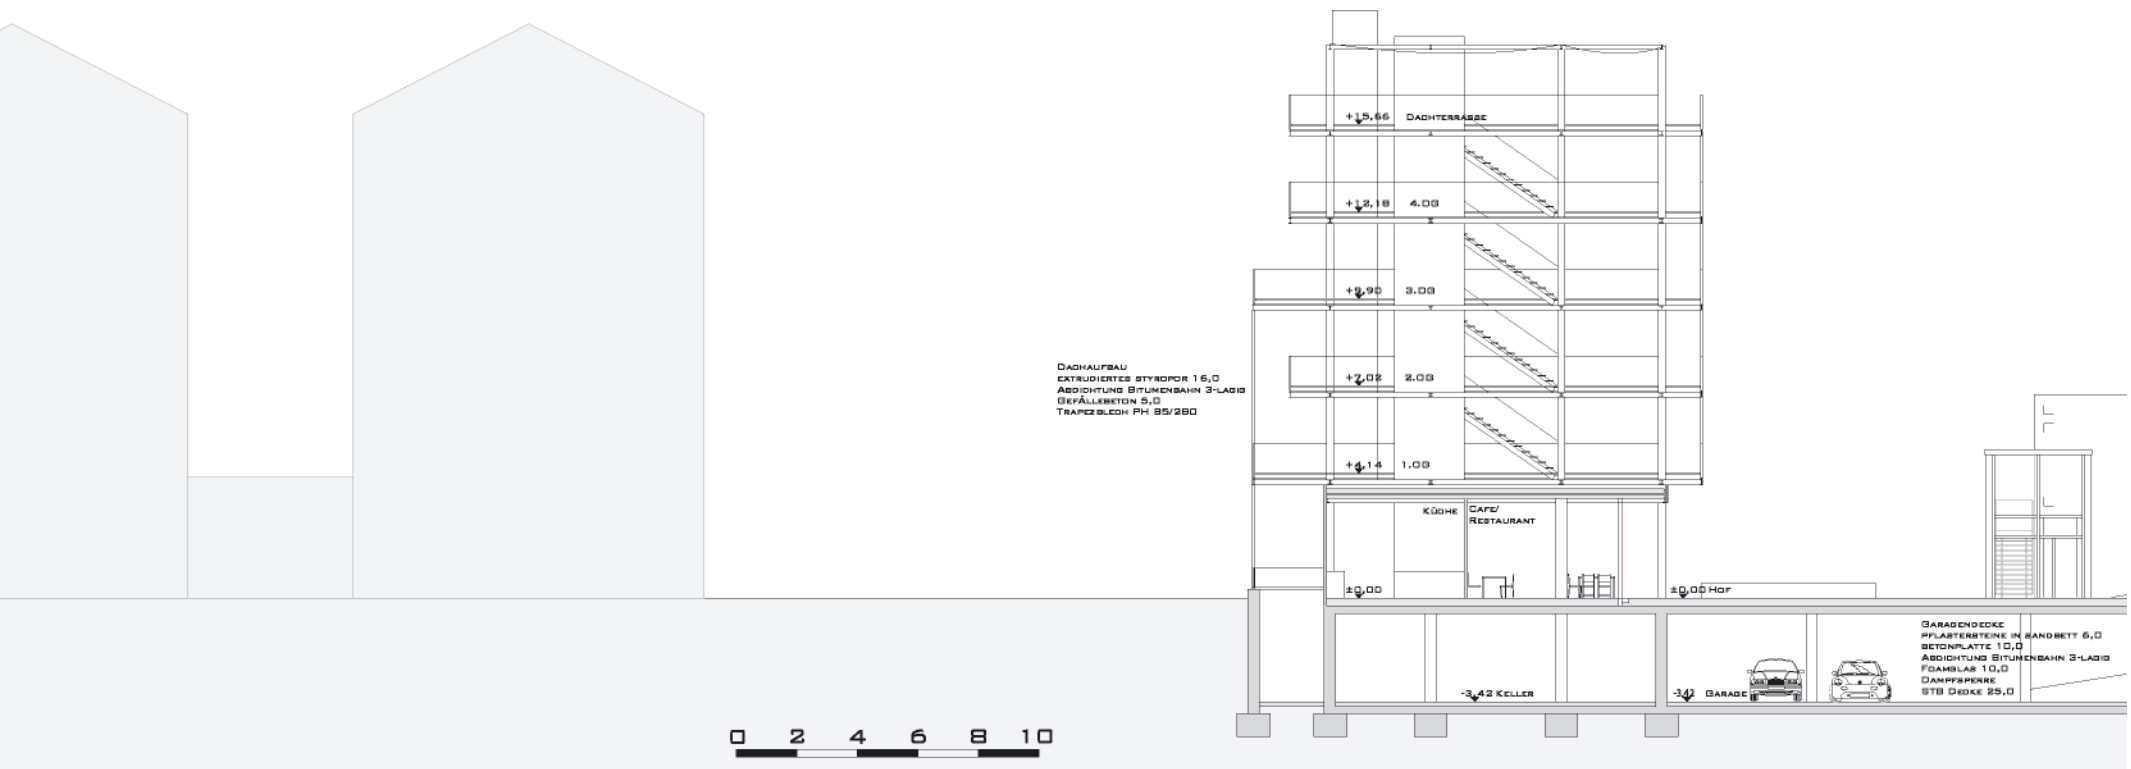 +15,66 Dachterrasse
+12,18 4.OG
+9,90 3.OG
Dachaufbau
extrudiertes styropor 16,0
Abdichtung Bitumenbahn 3-lagig
Gefällebeton 5,0
Trapezblech PH 85/280
+7,02 2.OG
+4,14 1.OG
Küche
Cafe/
Restaurant
±0,00
±0,00 Hof
Garagendecke
pflastersteine in sandbett 6,0
betonplatte 10,0
Abdichtung Bitumenbahn 3-lagig
Foamglas 10,0
Dampfsperre
STB Decke 25,0
-3,42 Keller
-3,42 Garage
0 2 4 6 8 10